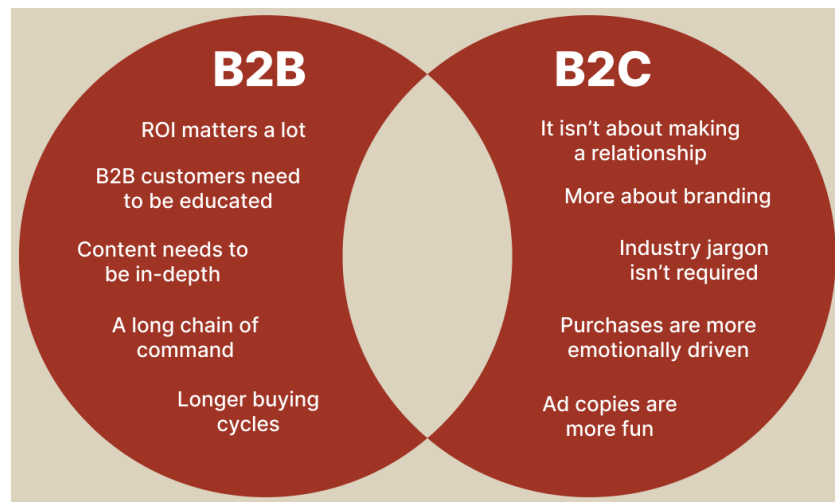 B2B
ROI matters a lot
B2B customers need
to be educated
Content needs to
be in-depth
A long chain of
command
Longer buying
cycles
B2C
It isn’t about making
a relationship
More about branding
Industry jargon
isn’t required
Purchases are more
emotionally driven
Ad copies are
more fun